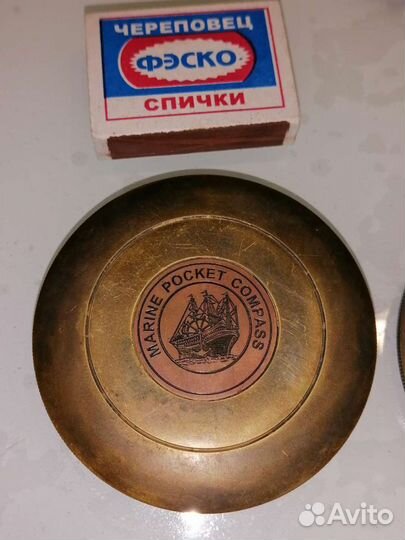 ЧЕРЕПОВЕЦ
ФЭСКО
СПИЧКИ
MARINE POCKET COMPASS
Avito